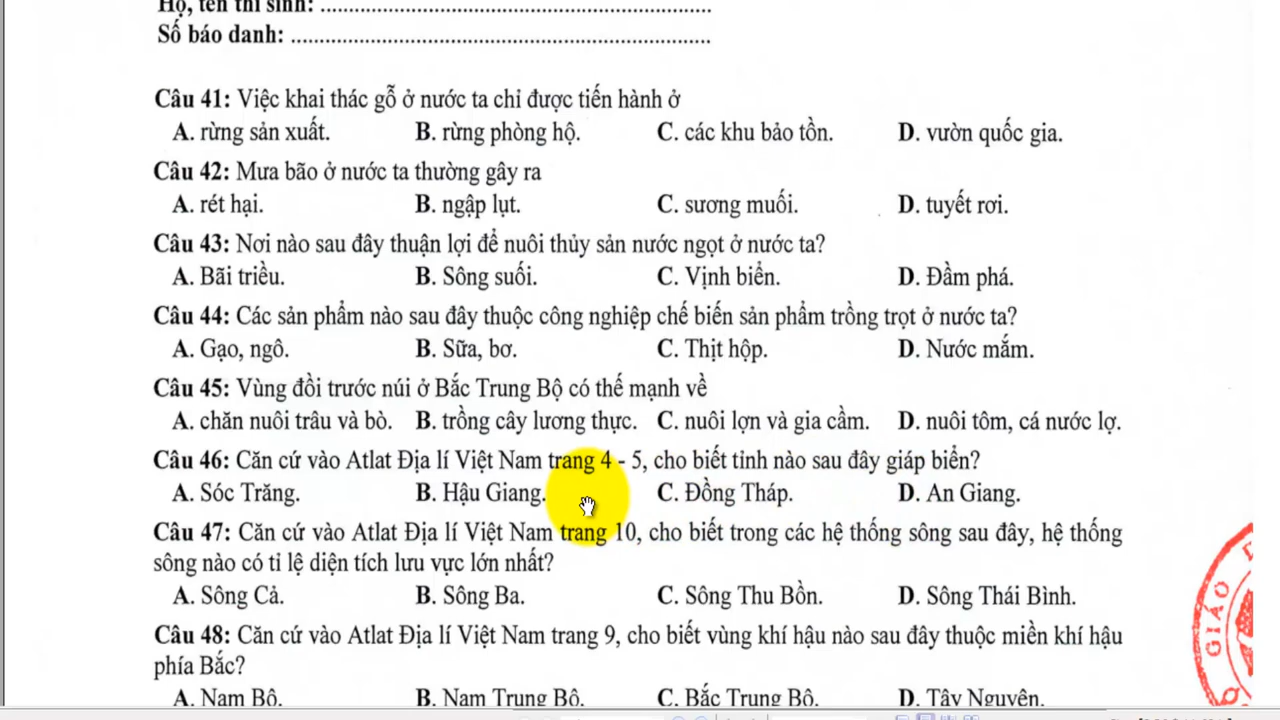 Họ, tên thí sinh: ..........................................................................
Số báo danh: ................................................................................
Câu 41: Việc khai thác gỗ ở nước ta chỉ được tiến hành ở
A. rừng sản xuất. B. rừng phòng hộ. C. các khu bảo tồn. D. vườn quốc gia.
Câu 42: Mưa bão ở nước ta thường gây ra
A. rét hại. B. ngập lụt. C. sương muối. D. tuyết rơi.
Câu 43: Nơi nào sau đây thuận lợi để nuôi thủy sản nước ngọt ở nước ta?
A. Bãi triều. B. Sông suối. C. Vịnh biển. D. Đầm phá.
Câu 44: Các sản phẩm nào sau đây thuộc công nghiệp chế biến sản phẩm trồng trọt ở nước ta?
A. Gạo, ngô. B. Sữa, bơ. C. Thịt hộp. D. Nước mắm.
Câu 45: Vùng đồi trước núi ở Bắc Trung Bộ có thế mạnh về
A. chăn nuôi trâu và bò. B. trồng cây lương thực. C. nuôi lợn và gia cầm. D. nuôi tôm, cá nước lợ.
Câu 46: Căn cứ vào Atlat Địa lí Việt Nam trang 4 - 5, cho biết tỉnh nào sau đây giáp biển?
A. Sóc Trăng. B. Hậu Giang. C. Đồng Tháp. D. An Giang.
Câu 47: Căn cứ vào Atlat Địa lí Việt Nam trang 10, cho biết trong các hệ thống sông sau đây, hệ thống
sông nào có tỉ lệ diện tích lưu vực lớn nhất?
A. Sông Cả. B. Sông Ba. C. Sông Thu Bồn. D. Sông Thái Bình.
Câu 48: Căn cứ vào Atlat Địa lí Việt Nam trang 9, cho biết vùng khí hậu nào sau đây thuộc miền khí hậu
phía Bắc?
A. Nam Bộ. B. Nam Trung Bộ. C. Bắc Trung Bộ. D. Tây Nguyên.
GIÁO